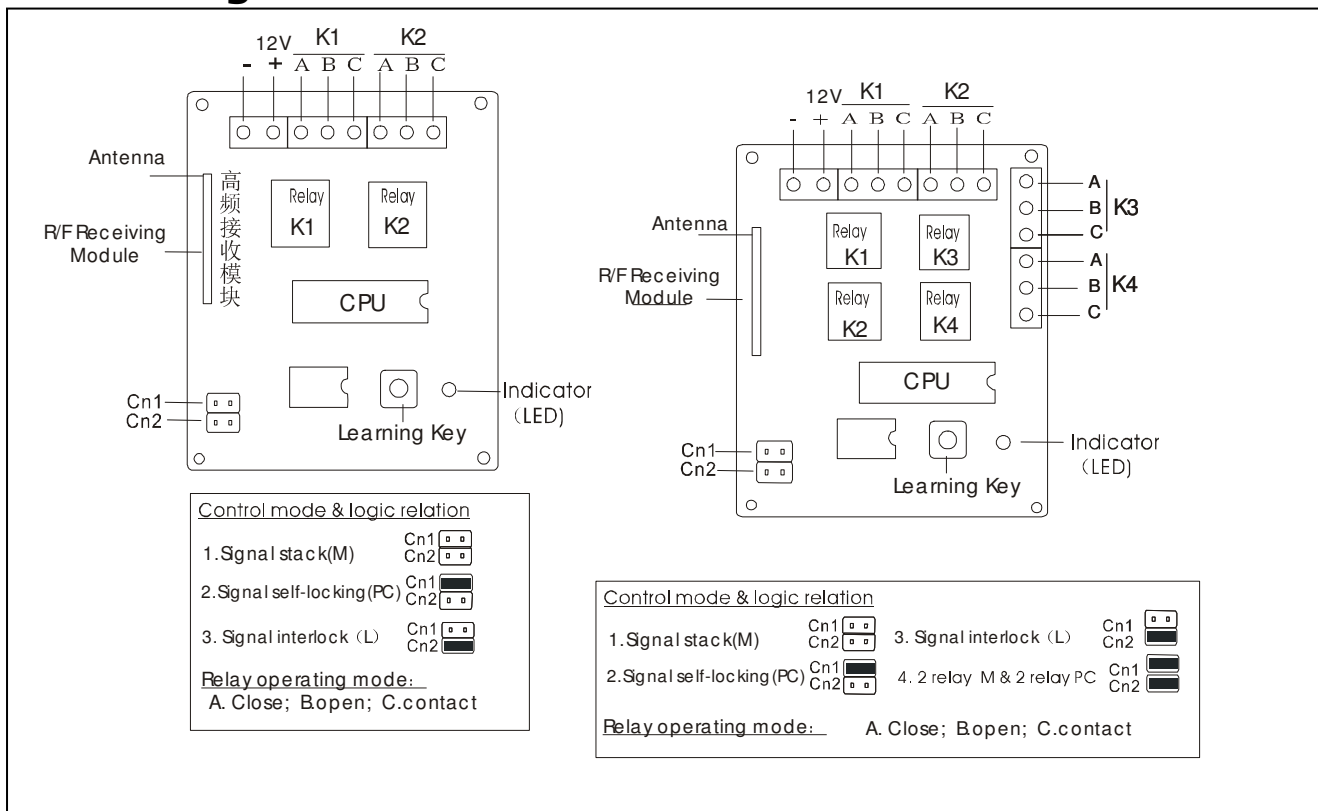 12V K1 K2
- + A B C A B C
Antenna
R/F Receiving
Module
高频接收模块
Relay
K1
Relay
K2
CPU
Cn1
Cn2
Learning Key
Indicator
(LED)
Control mode & logic relation
1.Signal stack(M) Cn1 Cn2
2.Signal self-locking(PC) Cn1 Cn2
3. Signal interlock (L) Cn1 Cn2
Relay operating mode:
A. Close; B.open; C.contact
12V K1 K2
- + A B C A B C
A
B K3
C
A
B K4
C
Antenna
R/F Receiving
Module
Relay
K1
Relay
K3
Relay
K2
Relay
K4
CPU
Cn1
Cn2
Learning Key
Indicator
(LED)
Control mode & logic relation
1.Signal stack(M) Cn1 Cn2
2.Signal self-locking(PC) Cn1 Cn2
3. Signal interlock (L) Cn1 Cn2
4. 2 relay M & 2 relay PC Cn1 Cn2
Relay operating mode: A. Close; B.open; C.contact